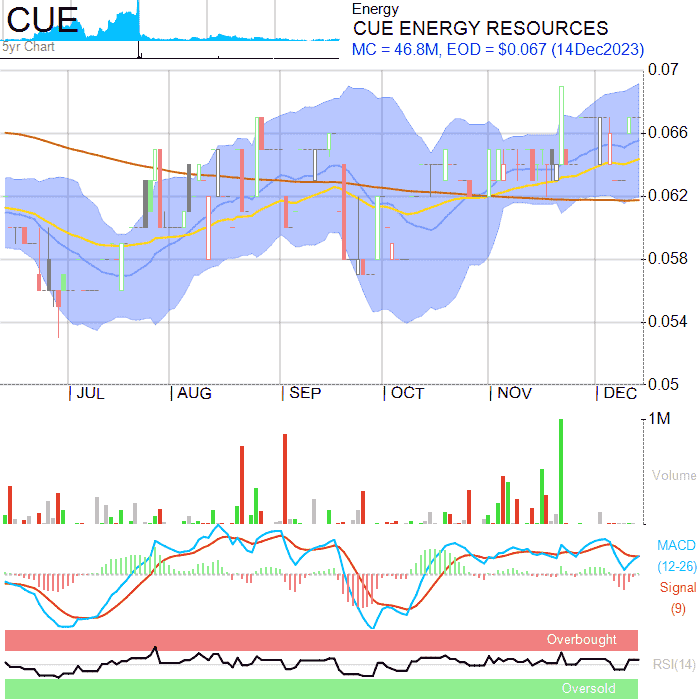 CUE
5yr Chart
Energy
CUE ENERGY RESOURCES
MC = 46.8M, EOD = $0.067 (14Dec2023)
0.07
0.066
0.062
0.058
0.054
0.05
JUL AUG SEP OCT NOV DEC
1M
Volume
MACD
(12-26)
Signal
(9)
Overbought
RSI(14)
Oversold